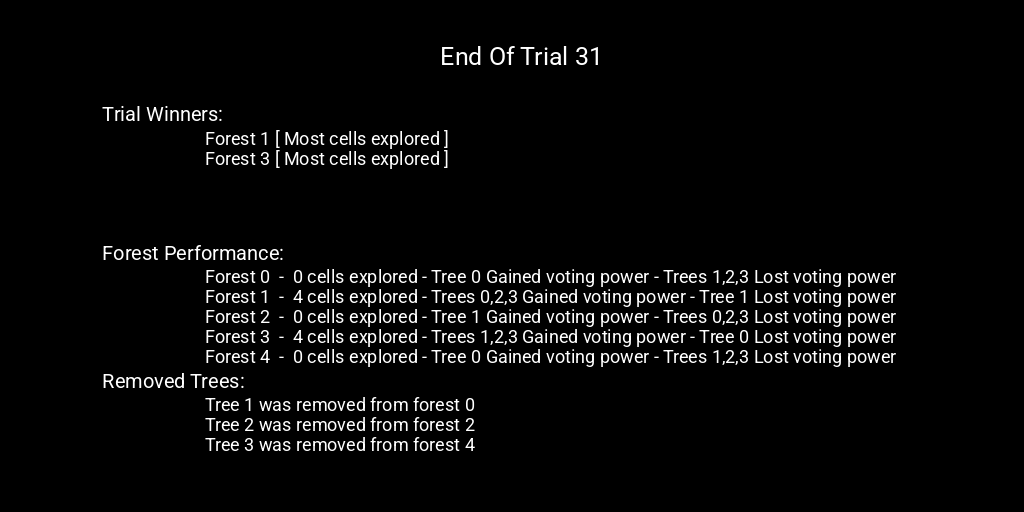 End Of Trial 31
Trial Winners:
Forest 1 [ Most cells explored ]
Forest 3 [ Most cells explored ]
Forest Performance:
Forest 0 - 0 cells explored - Tree 0 Gained voting power - Trees 1,2,3 Lost voting power
Forest 1 - 4 cells explored - Trees 0,2,3 Gained voting power - Tree 1 Lost voting power
Forest 2 - 0 cells explored - Tree 1 Gained voting power - Trees 0,2,3 Lost voting power
Forest 3 - 4 cells explored - Trees 1,2,3 Gained voting power - Tree 0 Lost voting power
Forest 4 - 0 cells explored - Tree 0 Gained voting power - Trees 1,2,3 Lost voting power
Removed Trees:
Tree 1 was removed from forest 0
Tree 2 was removed from forest 2
Tree 3 was removed from forest 4